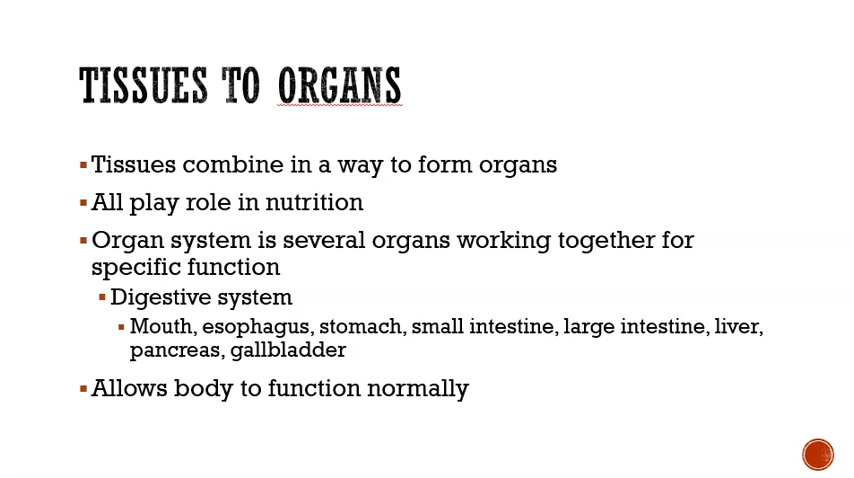 TISSUES TO ORGANS
▪Tissues combine in a way to form organs
▪All play role in nutrition
▪Organ system is several organs working together for
specific function
▪Digestive system
▪Mouth, esophagus, stomach, small intestine, large intestine, liver,
pancreas, gallbladder
▪Allows body to function normally